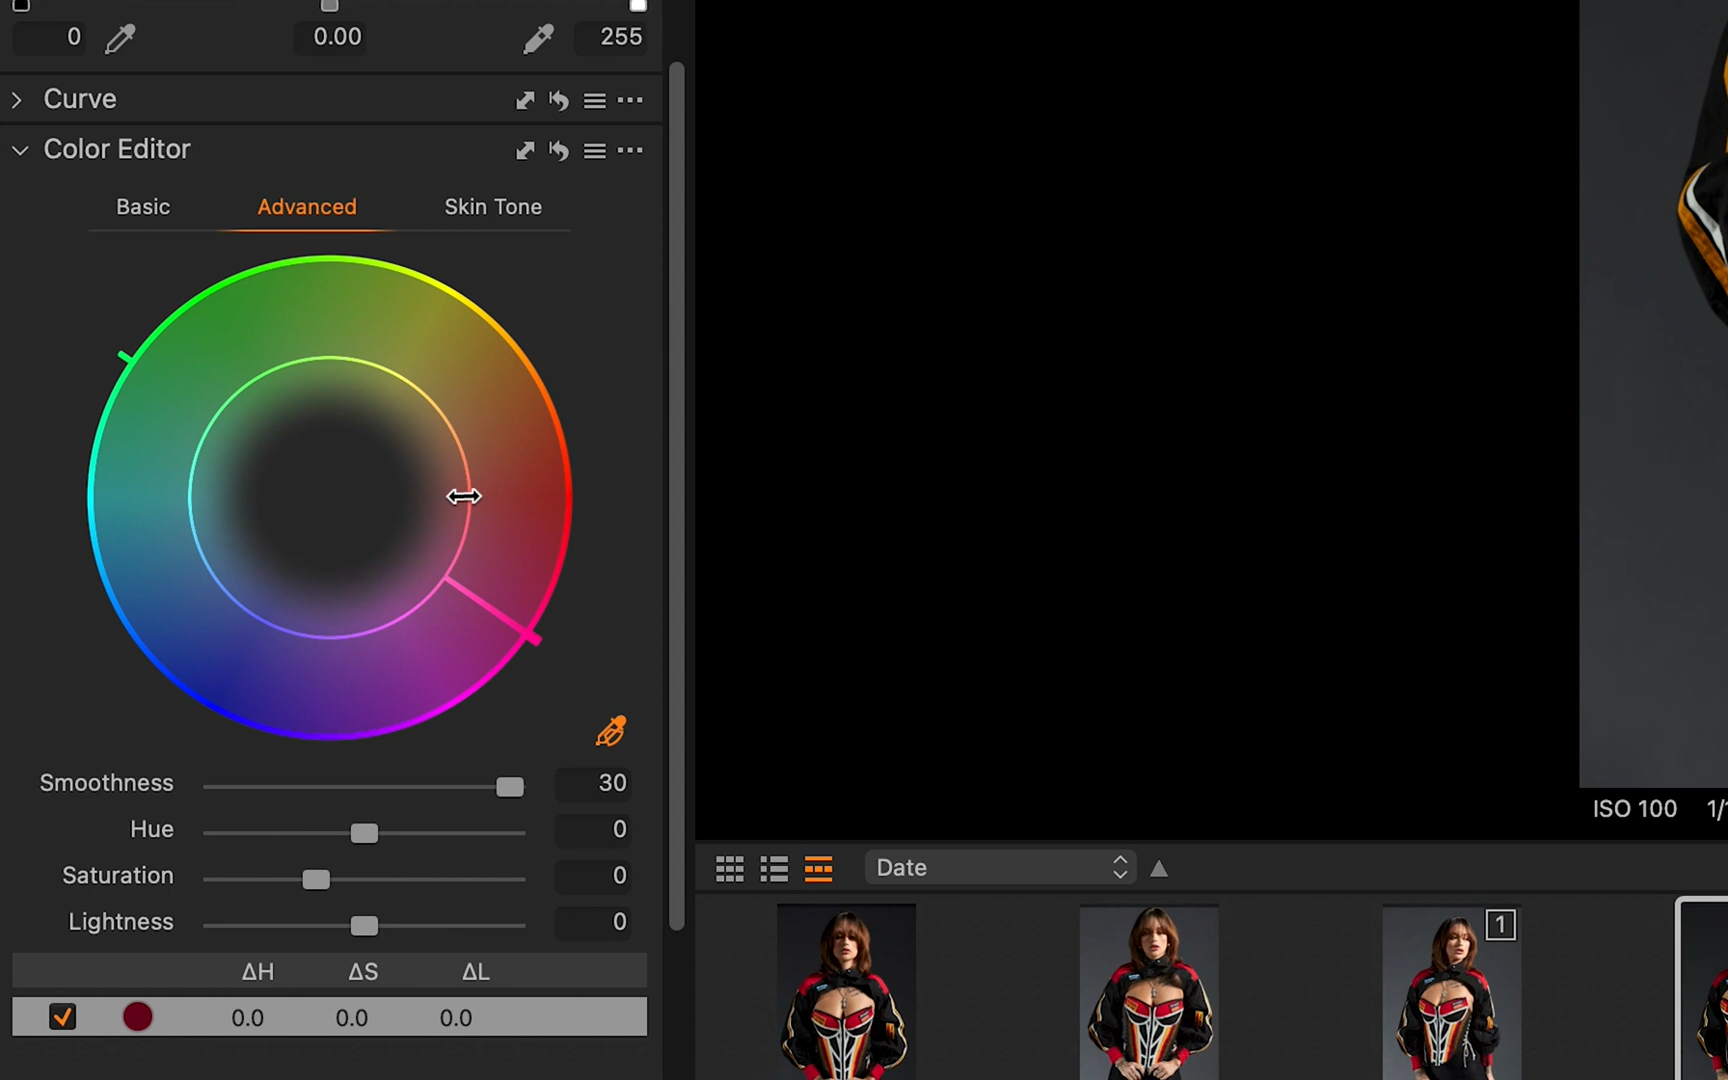 0 0.00 255
Curve
Color Editor
Basic Advanced Skin Tone
Smoothness 30
Hue 0
Saturation 0
Lightness 0
ΔH ΔS ΔL
0.0 0.0 0.0
ISO 100
Date
1